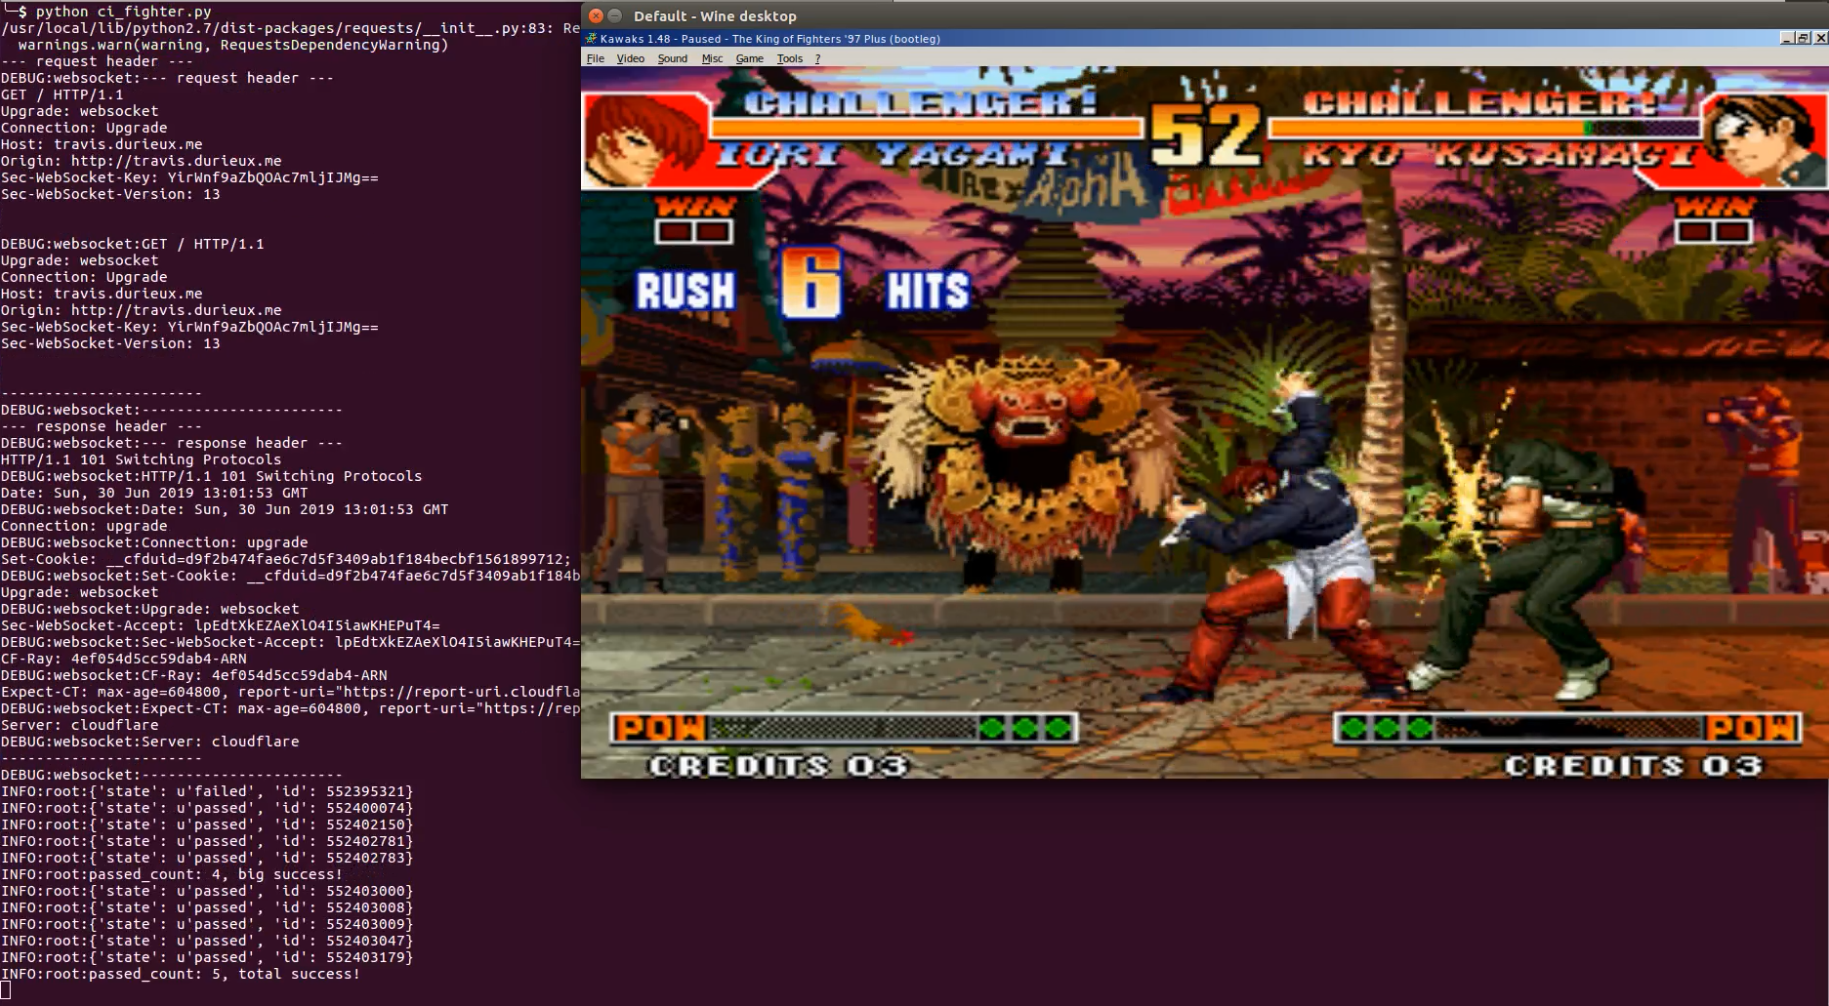 ╰─$ python ci_fighter.py
/usr/local/lib/python2.7/dist-packages/requests/__init__.py:83: Re
warnings.warn(warning, RequestsDependencyWarning)
--- request header ---
DEBUG:websocket:--- request header ---
GET / HTTP/1.1
Upgrade: websocket
Connection: Upgrade
Host: travis.durieux.me
Origin: http://travis.durieux.me
Sec-WebSocket-Key: YirWnf9aZbQOAc7mljIJMg==
Sec-WebSocket-Version: 13
DEBUG:websocket:GET / HTTP/1.1
Upgrade: websocket
Connection: Upgrade
Host: travis.durieux.me
Origin: http://travis.durieux.me
Sec-WebSocket-Key: YirWnf9aZbQOAc7mljIJMg==
Sec-WebSocket-Version: 13
-----------------------
DEBUG:websocket:-----------------------
--- response header ---
DEBUG:websocket:--- response header ---
HTTP/1.1 101 Switching Protocols
DEBUG:websocket:HTTP/1.1 101 Switching Protocols
Date: Sun, 30 Jun 2019 13:01:53 GMT
DEBUG:websocket:Date: Sun, 30 Jun 2019 13:01:53 GMT
Connection: upgrade
DEBUG:websocket:Connection: upgrade
Set-Cookie: __cfduid=d9f2b474fae6c7d5f3409ab1f184becbf1561899712;
DEBUG:websocket:Set-Cookie: __cfduid=d9f2b474fae6c7d5f3409ab1f184b
Upgrade: websocket
DEBUG:websocket:Upgrade: websocket
Sec-WebSocket-Accept: lpEdtXkEZAeXlO4I5iawKHEPuT4=
DEBUG:websocket:Sec-WebSocket-Accept: lpEdtXkEZAeXlO4I5iawKHEPuT4=
CF-Ray: 4ef054d5cc59dab4-ARN
DEBUG:websocket:CF-Ray: 4ef054d5cc59dab4-ARN
Expect-CT: max-age=604800, report-uri="https://report-uri.cloudfla
DEBUG:websocket:Expect-CT: max-age=604800, report-uri="https://rep
Server: cloudflare
DEBUG:websocket:Server: cloudflare
-----------------------
DEBUG:websocket:-----------------------
INFO:root:{'state': u'failed', 'id': 552395321}
INFO:root:{'state': u'passed', 'id': 552400074}
INFO:root:{'state': u'passed', 'id': 552402150}
INFO:root:{'state': u'passed', 'id': 552402781}
INFO:root:{'state': u'passed', 'id': 552402783}
INFO:root:passed_count: 4, big success!
INFO:root:{'state': u'passed', 'id': 552403000}
INFO:root:{'state': u'passed', 'id': 552403008}
INFO:root:{'state': u'passed', 'id': 552403009}
INFO:root:{'state': u'passed', 'id': 552403047}
INFO:root:{'state': u'passed', 'id': 552403179}
INFO:root:passed_count: 5, total success!
Default - Wine desktop
Kawaks 1.48 - Paused - The King of Fighters '97 Plus (bootleg)
File Video Sound Misc Game Tools ?
CHALLENGER! 52 CHALLENGER!
IORI YAGAMI KYO KUSANAGI
Alpha
WIN WIN
RUSH 6 HITS
POW POW
CREDITS 03 CREDITS 03